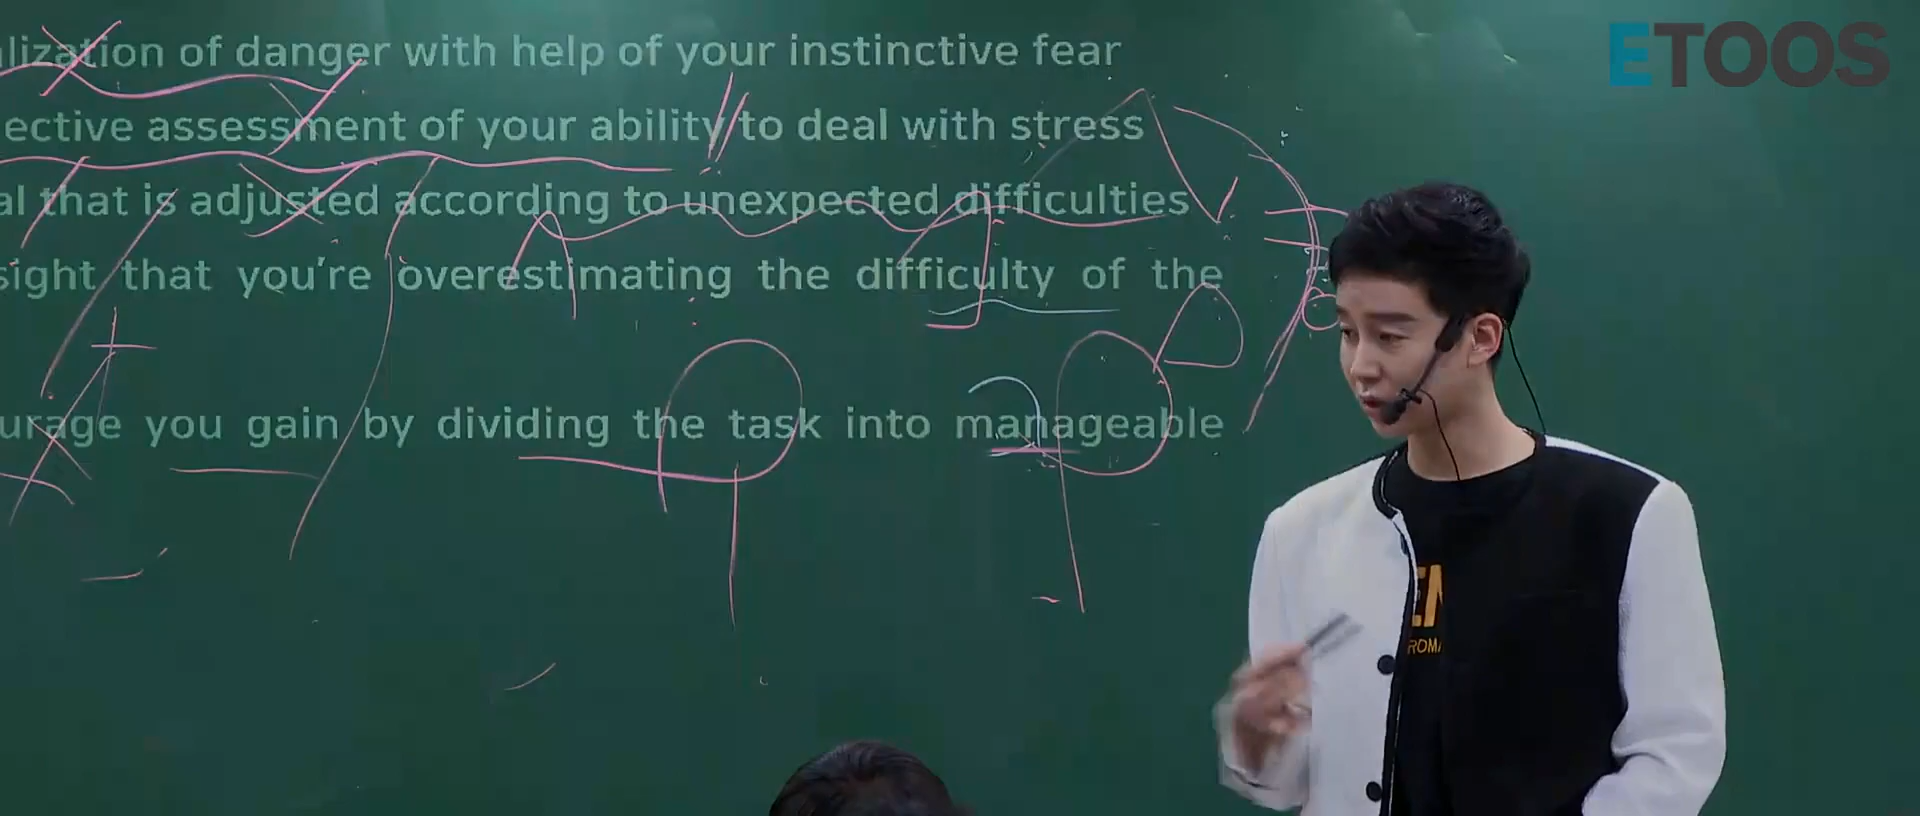 ETOOS
lization of danger with help of your instinctive fear
ective assessment of your ability to deal with stress
al that is adjusted according to unexpected difficulties
sight that you're overestimating the difficulty of the
urage you gain by dividing the task into manageable
EN
ROMA